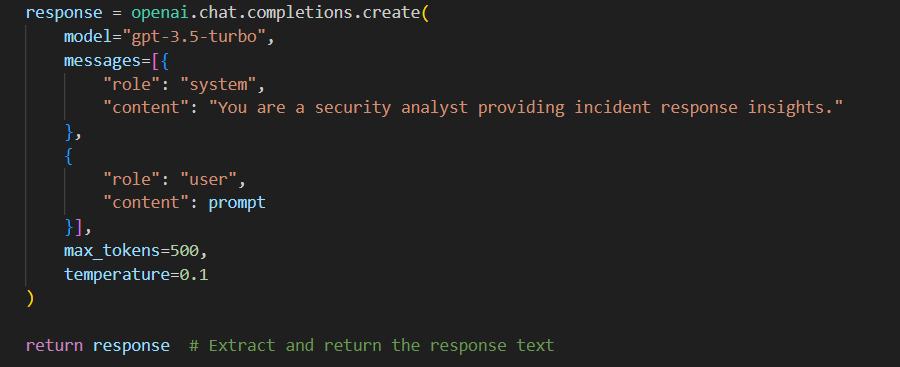 response = openai.chat.completions.create(
    model="gpt-3.5-turbo",
    messages=[{
        "role": "system",
        "content": "You are a security analyst providing incident response insights."
    },
    {
        "role": "user",
        "content": prompt
    }],
    max_tokens=500,
    temperature=0.1
)
return response  # Extract and return the response text